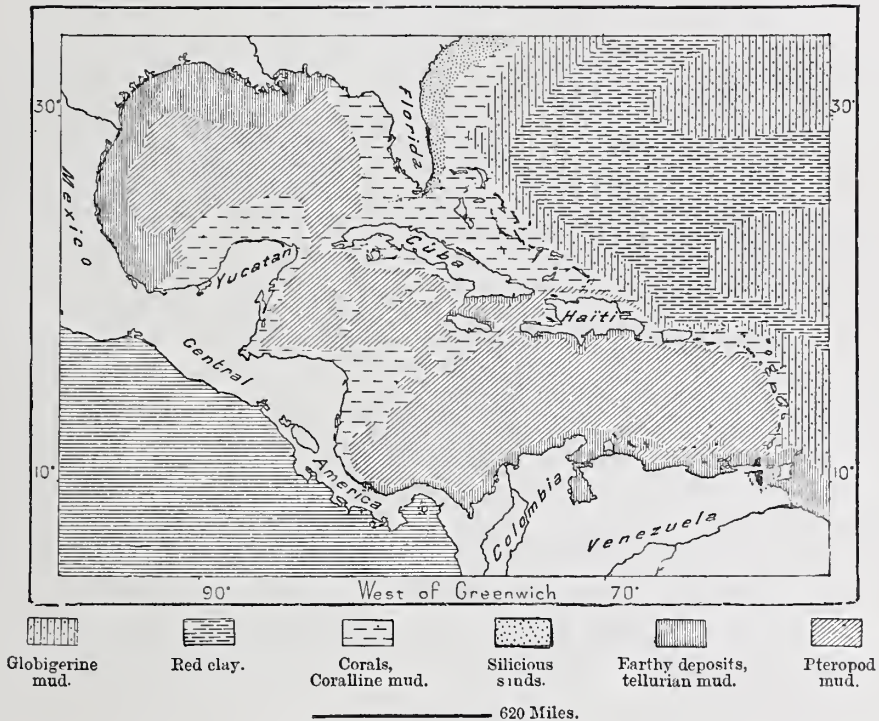 30°
30°
Florida
Mexico
Cuba
Yucatan
Haiti
Central
America
10°
10°
Colombia
Venezuela
90°
West of Greenwich
70°
Globigerine
mud.
Red clay.
Corals,
Coralline mud.
Silicious
sands.
Earthy deposits,
tellurian mud.
Pteropod
mud.
620 Miles.